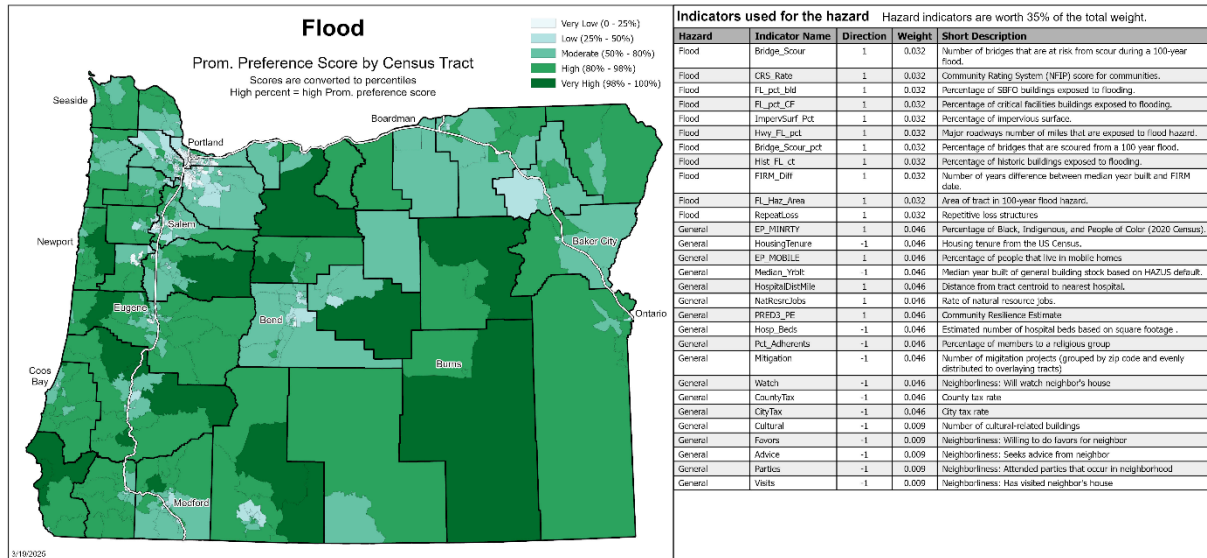 Flood
Prom. Preference Score by Census Tract
Scores are converted to percentiles
High percent = high Prom. preference score
Very Low (0 - 25%)
Low (25% - 50%)
Moderate (50% - 80%)
High (80% - 98%)
Very High (98% - 100%)
Seaside
Portland
Boardman
Salem
Newport
Baker City
Eugene
Bend
Ontario
Burns
Coos
Bay
Medford
3/19/2025
Indicators used for the hazard Hazard indicators are worth 35% of the total weight.
Hazard Indicator Name Direction Weight Short Description
Flood Bridge_Scour 1 0.032 Number of bridges that are at risk from scour during a 100-year
flood.
Flood CRS_Rate 1 0.032 Community Rating System (NFIP) score for communities.
Flood FL_pct_bld 1 0.032 Percentage of SBFO buildings exposed to flooding.
Flood FL_pct_CF 1 0.032 Percentage of critical facilities buildings exposed to flooding.
Flood ImpervSurf_Pct 1 0.032 Percentage of impervious surface.
Flood Hwy_FL_pct 1 0.032 Major roadways number of miles that are exposed to flood hazard.
Flood Bridge_Scour_pct 1 0.032 Percentage of bridges that are scoured from a 100 year flood.
Flood Hist_FL_ct 1 0.032 Percentage of historic buildings exposed to flooding.
Flood FIRM_Diff 1 0.032 Number of years difference between median year built and FIRM
date.
Flood FL_Haz_Area 1 0.032 Area of tract in 100-year flood hazard.
Flood RepeatLoss 1 0.032 Repetitive loss structures
General EP_MINRTY 1 0.046 Percentage of Black, Indigenous, and People of Color (2020 Census).
General HousingTenure -1 0.046 Housing tenure from the US Census.
General EP_MOBILE 1 0.046 Percentage of people that live in mobile homes
General Median_Yrblt -1 0.046 Median year built of general building stock based on HAZUS default.
General HospitalDistMile 1 0.046 Distance from tract centroid to nearest hospital.
General NatResrcJobs 1 0.046 Rate of natural resource jobs.
General PRED3_PE 1 0.046 Community Resilience Estimate
General Hosp_Beds -1 0.046 Estimated number of hospital beds based on square footage .
General Pct_Adherents -1 0.046 Percentage of members to a religious group
General Mitigation -1 0.046 Number of migitation projects (grouped by zip code and evenly
distributed to overlaying tracts)
General Watch -1 0.046 Neighborliness: Will watch neighbor's house
General CountyTax -1 0.046 County tax rate
General CityTax -1 0.046 City tax rate
General Cultural -1 0.009 Number of cultural-related buildings
General Favors -1 0.009 Neighborliness: Willing to do favors for neighbor
General Advice -1 0.009 Neighborliness: Seeks advice from neighbor
General Parties -1 0.009 Neighborliness: Attended parties that occur in neighborhood
General Visits -1 0.009 Neighborliness: Has visited neighbor's house